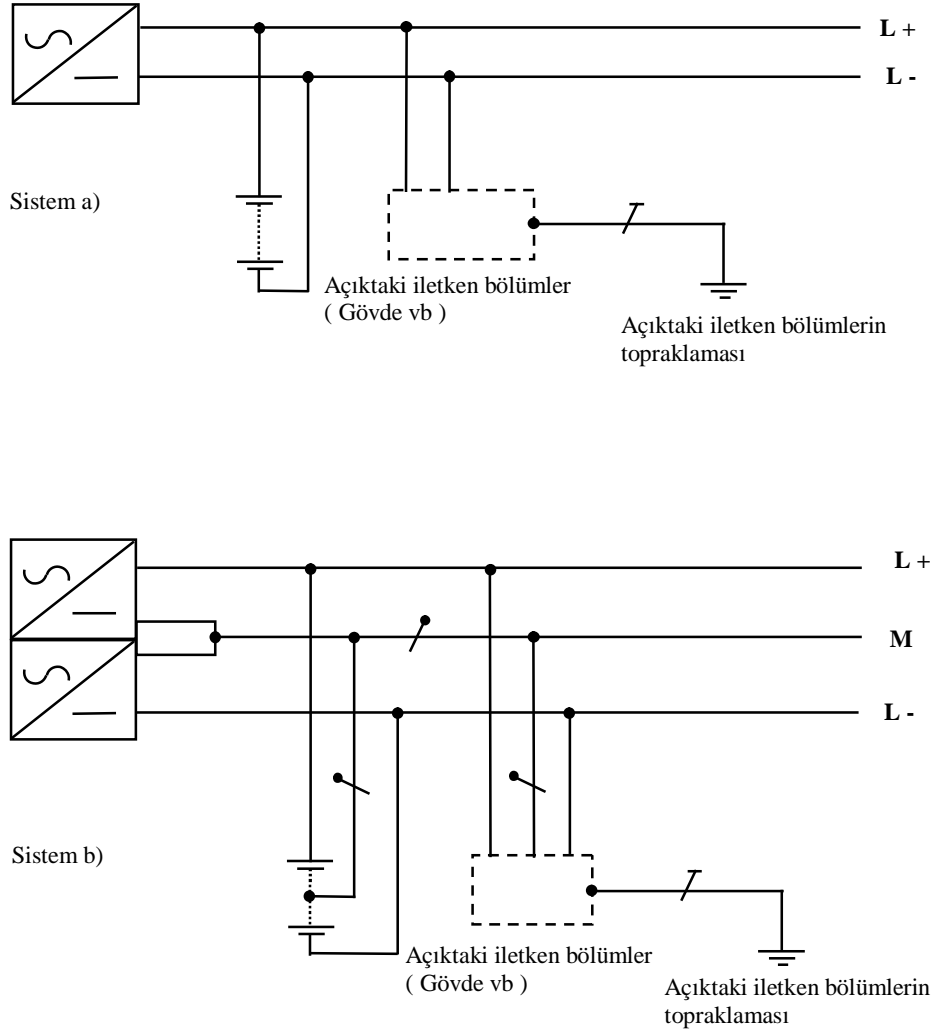 L +
L -
Sistem a)
Açıktaki iletken bölümler
( Gövde vb )
Açıktaki iletken bölümlerin
topraklaması
L +
M
L -
Sistem b)
Açıktaki iletken bölümler
( Gövde vb )
Açıktaki iletken bölümlerin
topraklaması